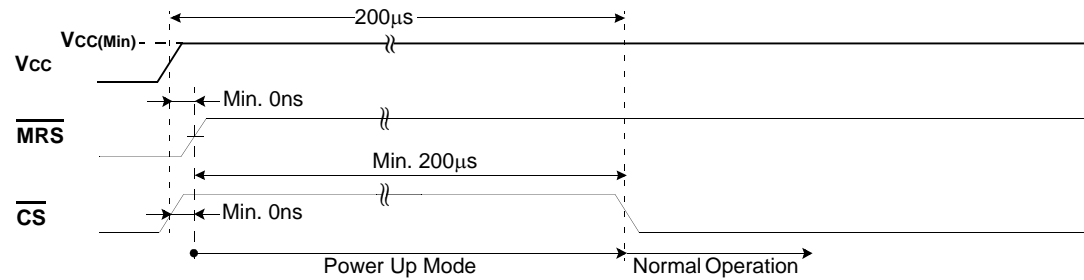 200μs
VCC(Min)
VCC
Min. 0ns
MRS
Min. 200μs
CS
Min. 0ns
Power Up Mode
Normal Operation